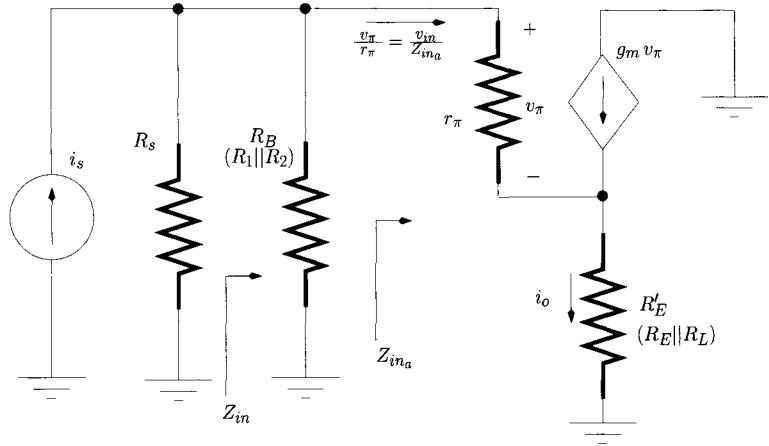 v_π/r_π = v_in/Z_in_a
+
g_m v_π
r_π
v_π
−
R_s
R_B
(R_1||R_2)
i_s
i_o
R'_E
(R_E||R_L)
Z_in_a
Z_in